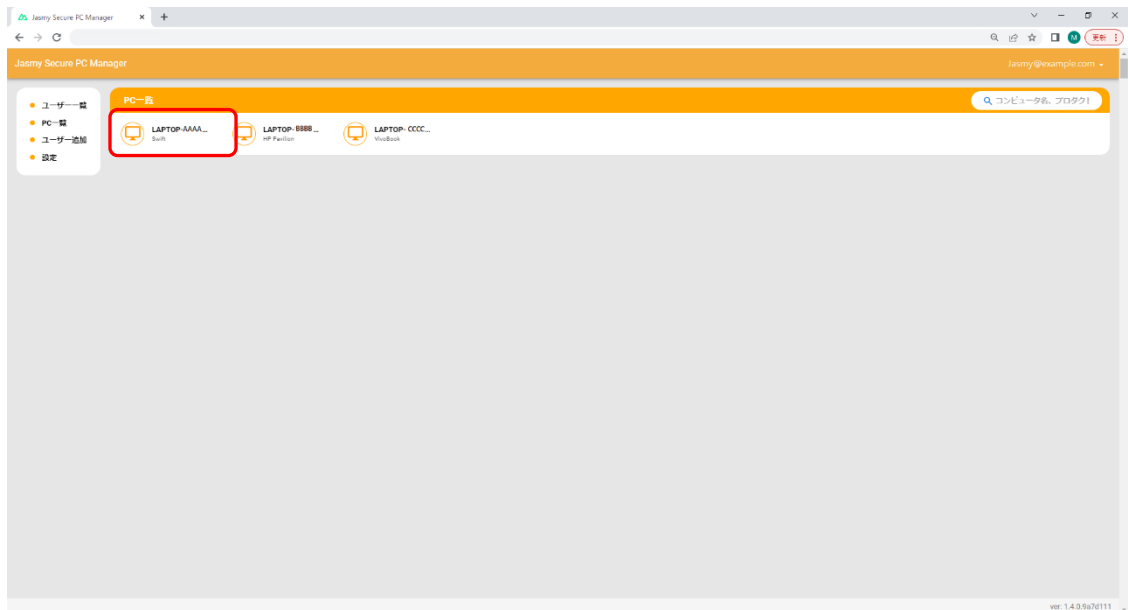 Jasmy Secure PC Manager
更新
Jasmy Secure PC Manager
Jasmy@example.com
ユーザー一覧
PC一覧
ユーザー追加
設定
PC一覧
コンピュータ名、プロダクト
LAPTOP-AAAA...
Swift
LAPTOP-BBBB...
HP Pavilion
LAPTOP-CCCC...
VivoBook
M
ver: 1.4.0.9a7d111